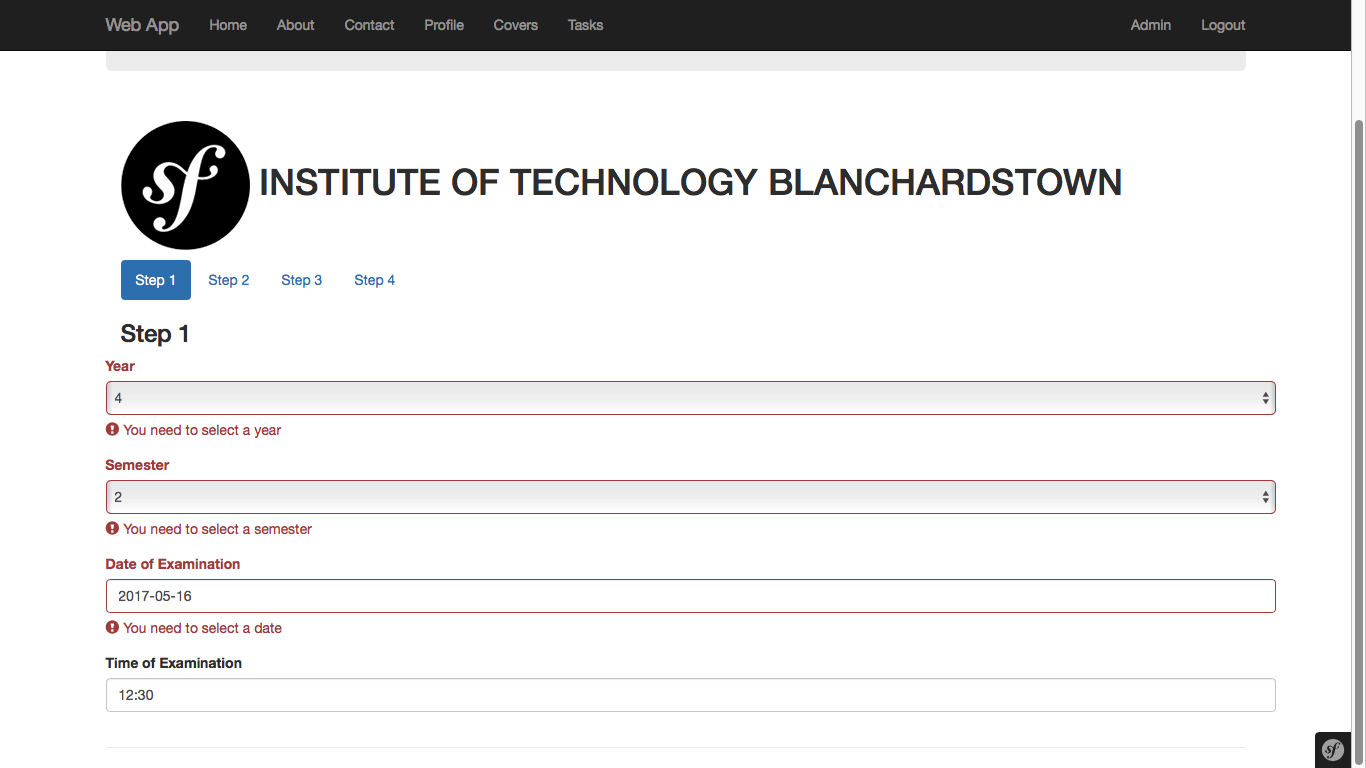 Web App Home About Contact Profile Covers Tasks Admin Logout
sf INSTITUTE OF TECHNOLOGY BLANCHARDSTOWN
Step 1 Step 2 Step 3 Step 4
Step 1
Year
4
You need to select a year
Semester
2
You need to select a semester
Date of Examination
2017-05-16
You need to select a date
Time of Examination
12:30
sf